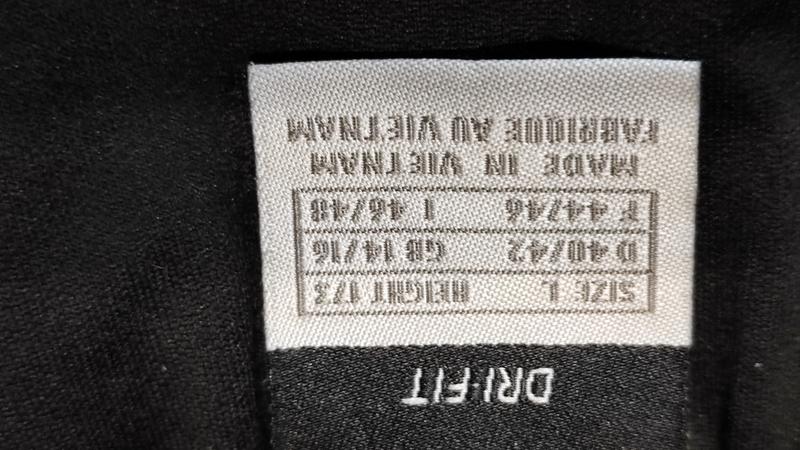 DRI-FIT
SIZE L HEIGHT 173
D 40/42 GB 14/16
F 44/46 I 46/48
MADE IN VIETNAM
FABRIQUE AU VIETNAM